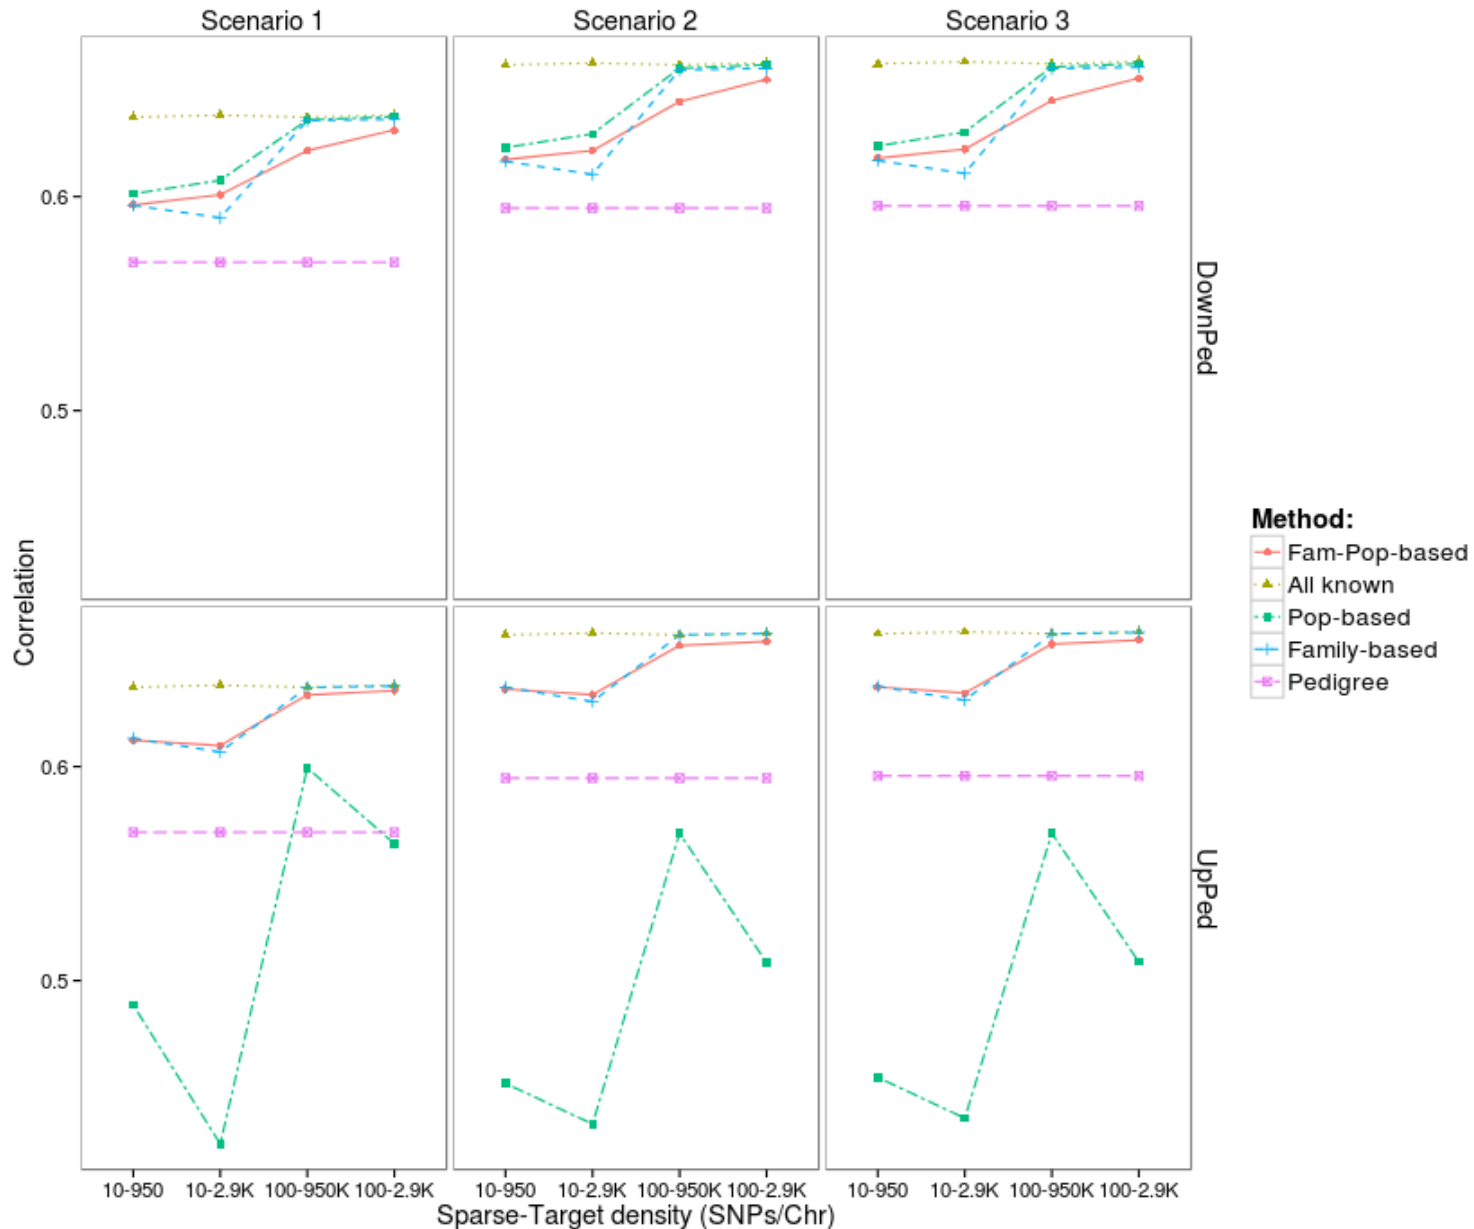 Scenario 1
Scenario 2
Scenario 3
0.6
0.5
DownPed
Correlation
0.6
0.5
UpPed
10-950 10-2.9K 100-950K 100-2.9K
10-950 10-2.9K 100-950K 100-2.9K
10-950 10-2.9K 100-950K 100-2.9K
Sparse-Target density (SNPs/Chr)
Method:
Fam-Pop-based
All known
Pop-based
Family-based
Pedigree